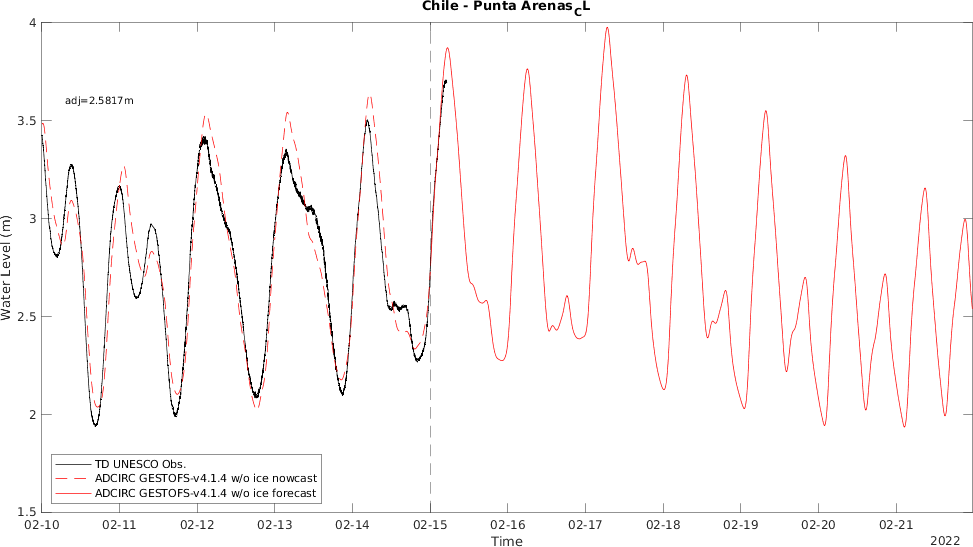 Chile - Punta Arenas_CL
adj=2.5817m
Water Level (m)
4
3.5
3
2.5
2
1.5
TD UNESCO Obs.
ADCIRC GESTOFS-v4.1.4 w/o ice nowcast
ADCIRC GESTOFS-v4.1.4 w/o ice forecast
02-10 02-11 02-12 02-13 02-14 02-15 02-16 02-17 02-18 02-19 02-20 02-21
Time
2022